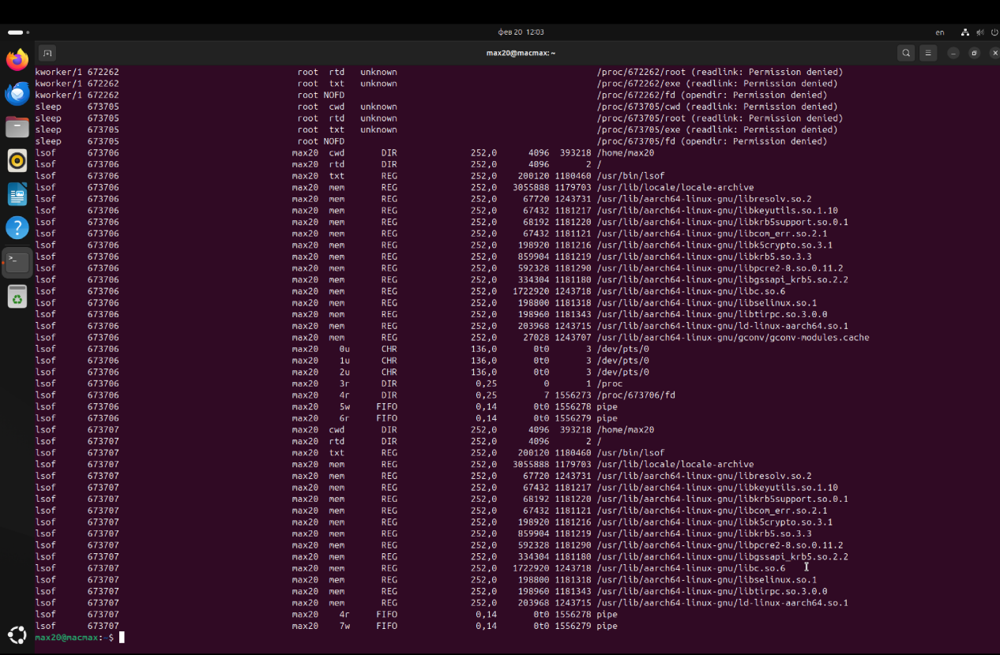 фев 20 12:03
en
max20@macmax: ~
kworker/1 672262 root rtd unknown /proc/672262/root (readlink: Permission denied)
kworker/1 672262 root txt unknown /proc/672262/exe (readlink: Permission denied)
kworker/1 672262 root NOFD /proc/672262/fd (opendir: Permission denied)
sleep 673705 root cwd unknown /proc/673705/cwd (readlink: Permission denied)
sleep 673705 root rtd unknown /proc/673705/root (readlink: Permission denied)
sleep 673705 root txt unknown /proc/673705/exe (readlink: Permission denied)
sleep 673705 root NOFD /proc/673705/fd (opendir: Permission denied)
lsof 673706 max20 cwd DIR 252,0 4096 393218 /home/max20
lsof 673706 max20 rtd DIR 252,0 4096 2 /
lsof 673706 max20 txt REG 252,0 200120 1180460 /usr/bin/lsof
lsof 673706 max20 mem REG 252,0 3055888 1179703 /usr/lib/locale/locale-archive
lsof 673706 max20 mem REG 252,0 67720 1243731 /usr/lib/aarch64-linux-gnu/libresolv.so.2
lsof 673706 max20 mem REG 252,0 67432 1181217 /usr/lib/aarch64-linux-gnu/libkeyutils.so.1.10
lsof 673706 max20 mem REG 252,0 68192 1181220 /usr/lib/aarch64-linux-gnu/libkrb5support.so.0.1
lsof 673706 max20 mem REG 252,0 67432 1181121 /usr/lib/aarch64-linux-gnu/libcom_err.so.2.1
lsof 673706 max20 mem REG 252,0 198920 1181216 /usr/lib/aarch64-linux-gnu/libk5crypto.so.3.1
lsof 673706 max20 mem REG 252,0 859904 1181219 /usr/lib/aarch64-linux-gnu/libkrb5.so.3.3
lsof 673706 max20 mem REG 252,0 592328 1181290 /usr/lib/aarch64-linux-gnu/libpcre2-8.so.0.11.2
lsof 673706 max20 mem REG 252,0 334304 1181180 /usr/lib/aarch64-linux-gnu/libgssapi_krb5.so.2.2
lsof 673706 max20 mem REG 252,0 1722920 1243718 /usr/lib/aarch64-linux-gnu/libc.so.6
lsof 673706 max20 mem REG 252,0 198800 1181318 /usr/lib/aarch64-linux-gnu/libselinux.so.1
lsof 673706 max20 mem REG 252,0 198960 1181343 /usr/lib/aarch64-linux-gnu/libtirpc.so.3.0.0
lsof 673706 max20 mem REG 252,0 203968 1243715 /usr/lib/aarch64-linux-gnu/ld-linux-aarch64.so.1
lsof 673706 max20 mem REG 252,0 27028 1243707 /usr/lib/aarch64-linux-gnu/gconv/gconv-modules.cache
lsof 673706 max20 0u CHR 136,0 0t0 3 /dev/pts/0
lsof 673706 max20 1u CHR 136,0 0t0 3 /dev/pts/0
lsof 673706 max20 2u CHR 136,0 0t0 3 /dev/pts/0
lsof 673706 max20 3r DIR 0,25 0 1 /proc
lsof 673706 max20 4r DIR 0,25 7 1556273 /proc/673706/fd
lsof 673706 max20 5w FIFO 0,14 0t0 1556278 pipe
lsof 673706 max20 6r FIFO 0,14 0t0 1556279 pipe
lsof 673707 max20 cwd DIR 252,0 4096 393218 /home/max20
lsof 673707 max20 rtd DIR 252,0 4096 2 /
lsof 673707 max20 txt REG 252,0 200120 1180460 /usr/bin/lsof
lsof 673707 max20 mem REG 252,0 3055888 1179703 /usr/lib/locale/locale-archive
lsof 673707 max20 mem REG 252,0 67720 1243731 /usr/lib/aarch64-linux-gnu/libresolv.so.2
lsof 673707 max20 mem REG 252,0 67432 1181217 /usr/lib/aarch64-linux-gnu/libkeyutils.so.1.10
lsof 673707 max20 mem REG 252,0 68192 1181220 /usr/lib/aarch64-linux-gnu/libkrb5support.so.0.1
lsof 673707 max20 mem REG 252,0 67432 1181121 /usr/lib/aarch64-linux-gnu/libcom_err.so.2.1
lsof 673707 max20 mem REG 252,0 198920 1181216 /usr/lib/aarch64-linux-gnu/libk5crypto.so.3.1
lsof 673707 max20 mem REG 252,0 859904 1181219 /usr/lib/aarch64-linux-gnu/libkrb5.so.3.3
lsof 673707 max20 mem REG 252,0 592328 1181290 /usr/lib/aarch64-linux-gnu/libpcre2-8.so.0.11.2
lsof 673707 max20 mem REG 252,0 334304 1181180 /usr/lib/aarch64-linux-gnu/libgssapi_krb5.so.2.2
lsof 673707 max20 mem REG 252,0 1722920 1243718 /usr/lib/aarch64-linux-gnu/libc.so.6
lsof 673707 max20 mem REG 252,0 198800 1181318 /usr/lib/aarch64-linux-gnu/libselinux.so.1
lsof 673707 max20 mem REG 252,0 198960 1181343 /usr/lib/aarch64-linux-gnu/libtirpc.so.3.0.0
lsof 673707 max20 mem REG 252,0 203968 1243715 /usr/lib/aarch64-linux-gnu/ld-linux-aarch64.so.1
lsof 673707 max20 4r FIFO 0,14 0t0 1556278 pipe
lsof 673707 max20 7w FIFO 0,14 0t0 1556279 pipe
max20@macmax:~$